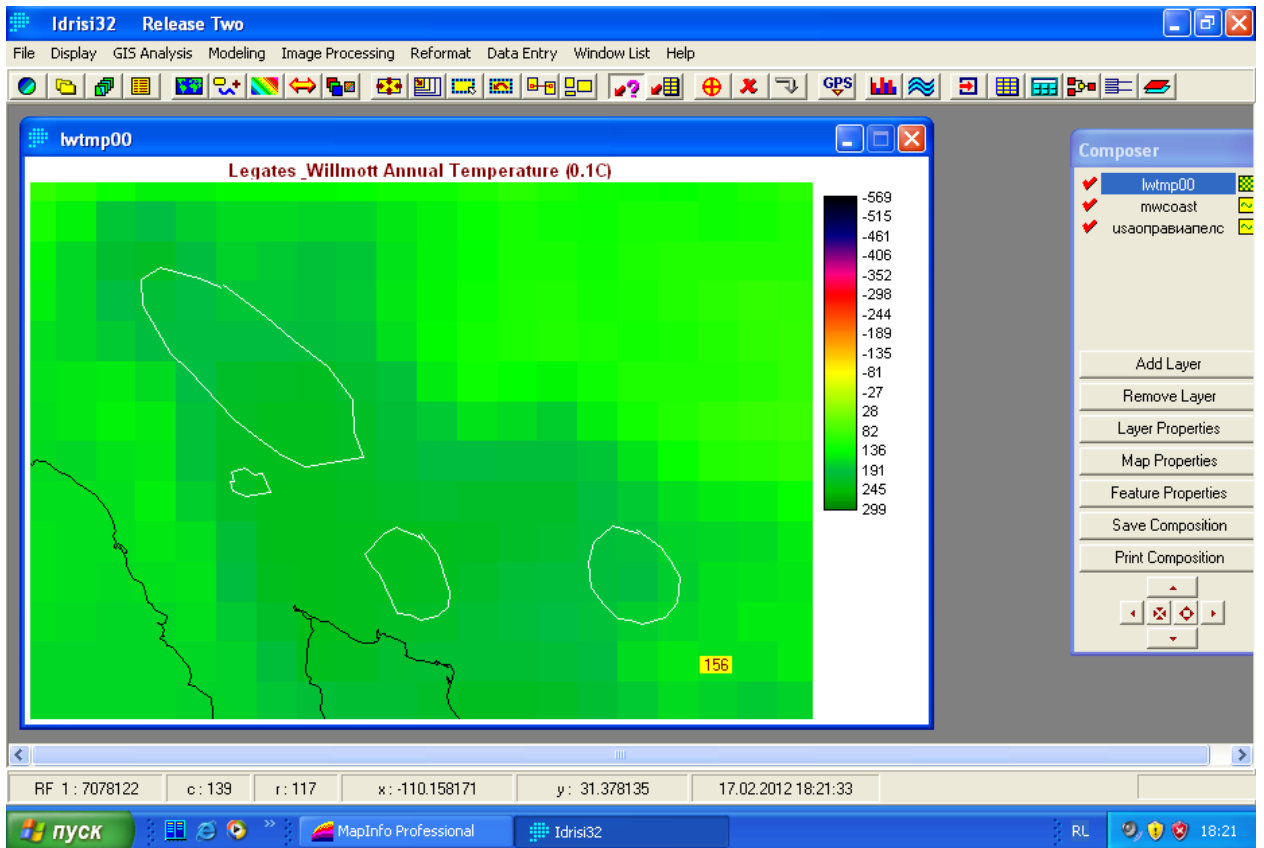 Idrisi32 Release Two
File Display GIS Analysis Modeling Image Processing Reformat Data Entry Window List Help
GPS
lwtmp00
Legates _Willmott Annual Temperature (0.1C)
-569
-515
-461
-406
-352
-298
-244
-189
-135
-81
-27
28
82
136
191
245
299
156
Composer
lwtmp00
mwcoast
usaоправиапелс
Add Layer
Remove Layer
Layer Properties
Map Properties
Feature Properties
Save Composition
Print Composition
RF 1 : 7078122 c : 139 r : 117 x : -110.158171 y : 31.378135 17.02.2012 18:21:33
пуск MapInfo Professional Idrisi32 RL 18:21